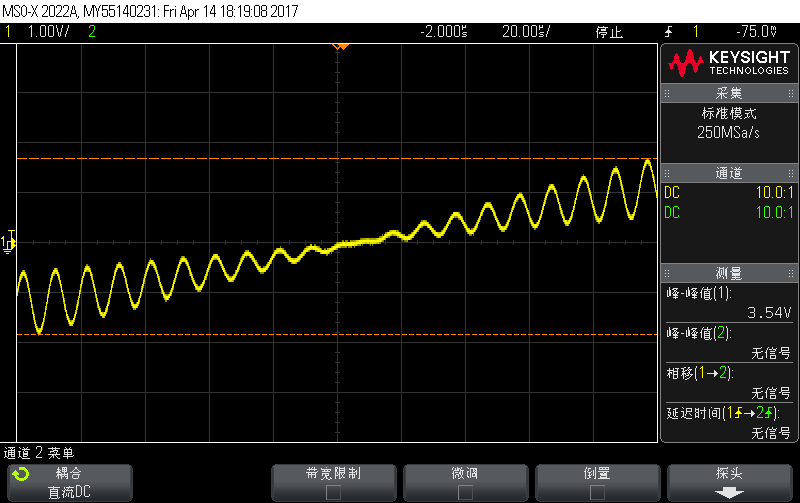 MSO-X 2022A, MY55140231: Fri Apr 14 18:19:08 2017
1 1.00V/ 2 -2.000s 20.00s/ 停止 1 -75.0V
KEYSIGHT
TECHNOLOGIES
采集
标准模式
250MSa/s
通道
DC 10.0:1
DC 10.0:1
测量
峰-峰值(1):
3.54V
峰-峰值(2):
无信号
相移(1→2):
无信号
延迟时间(1→2):
无信号
T
1
通道 2 菜单
耦合
直流DC
带宽限制
微调
倒置
探头